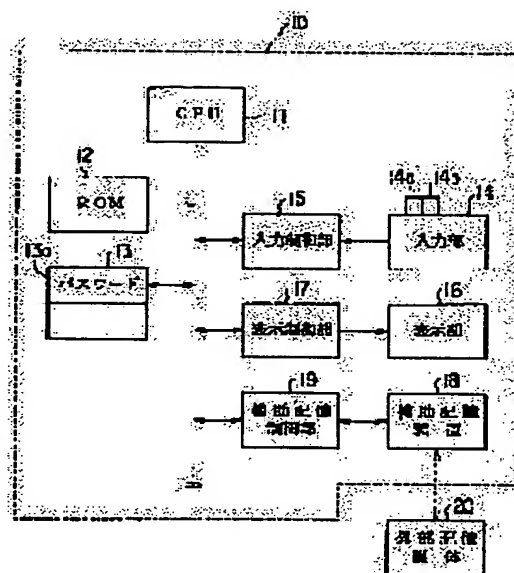 10
CPU
11
12
ROM
14a 14b
15
14
入力制御部
入力部
13
13a
パスワード
17
16
表示制御部
表示部
19
18
補助記憶
制御部
補助記憶
装置
20
外部記憶
媒体